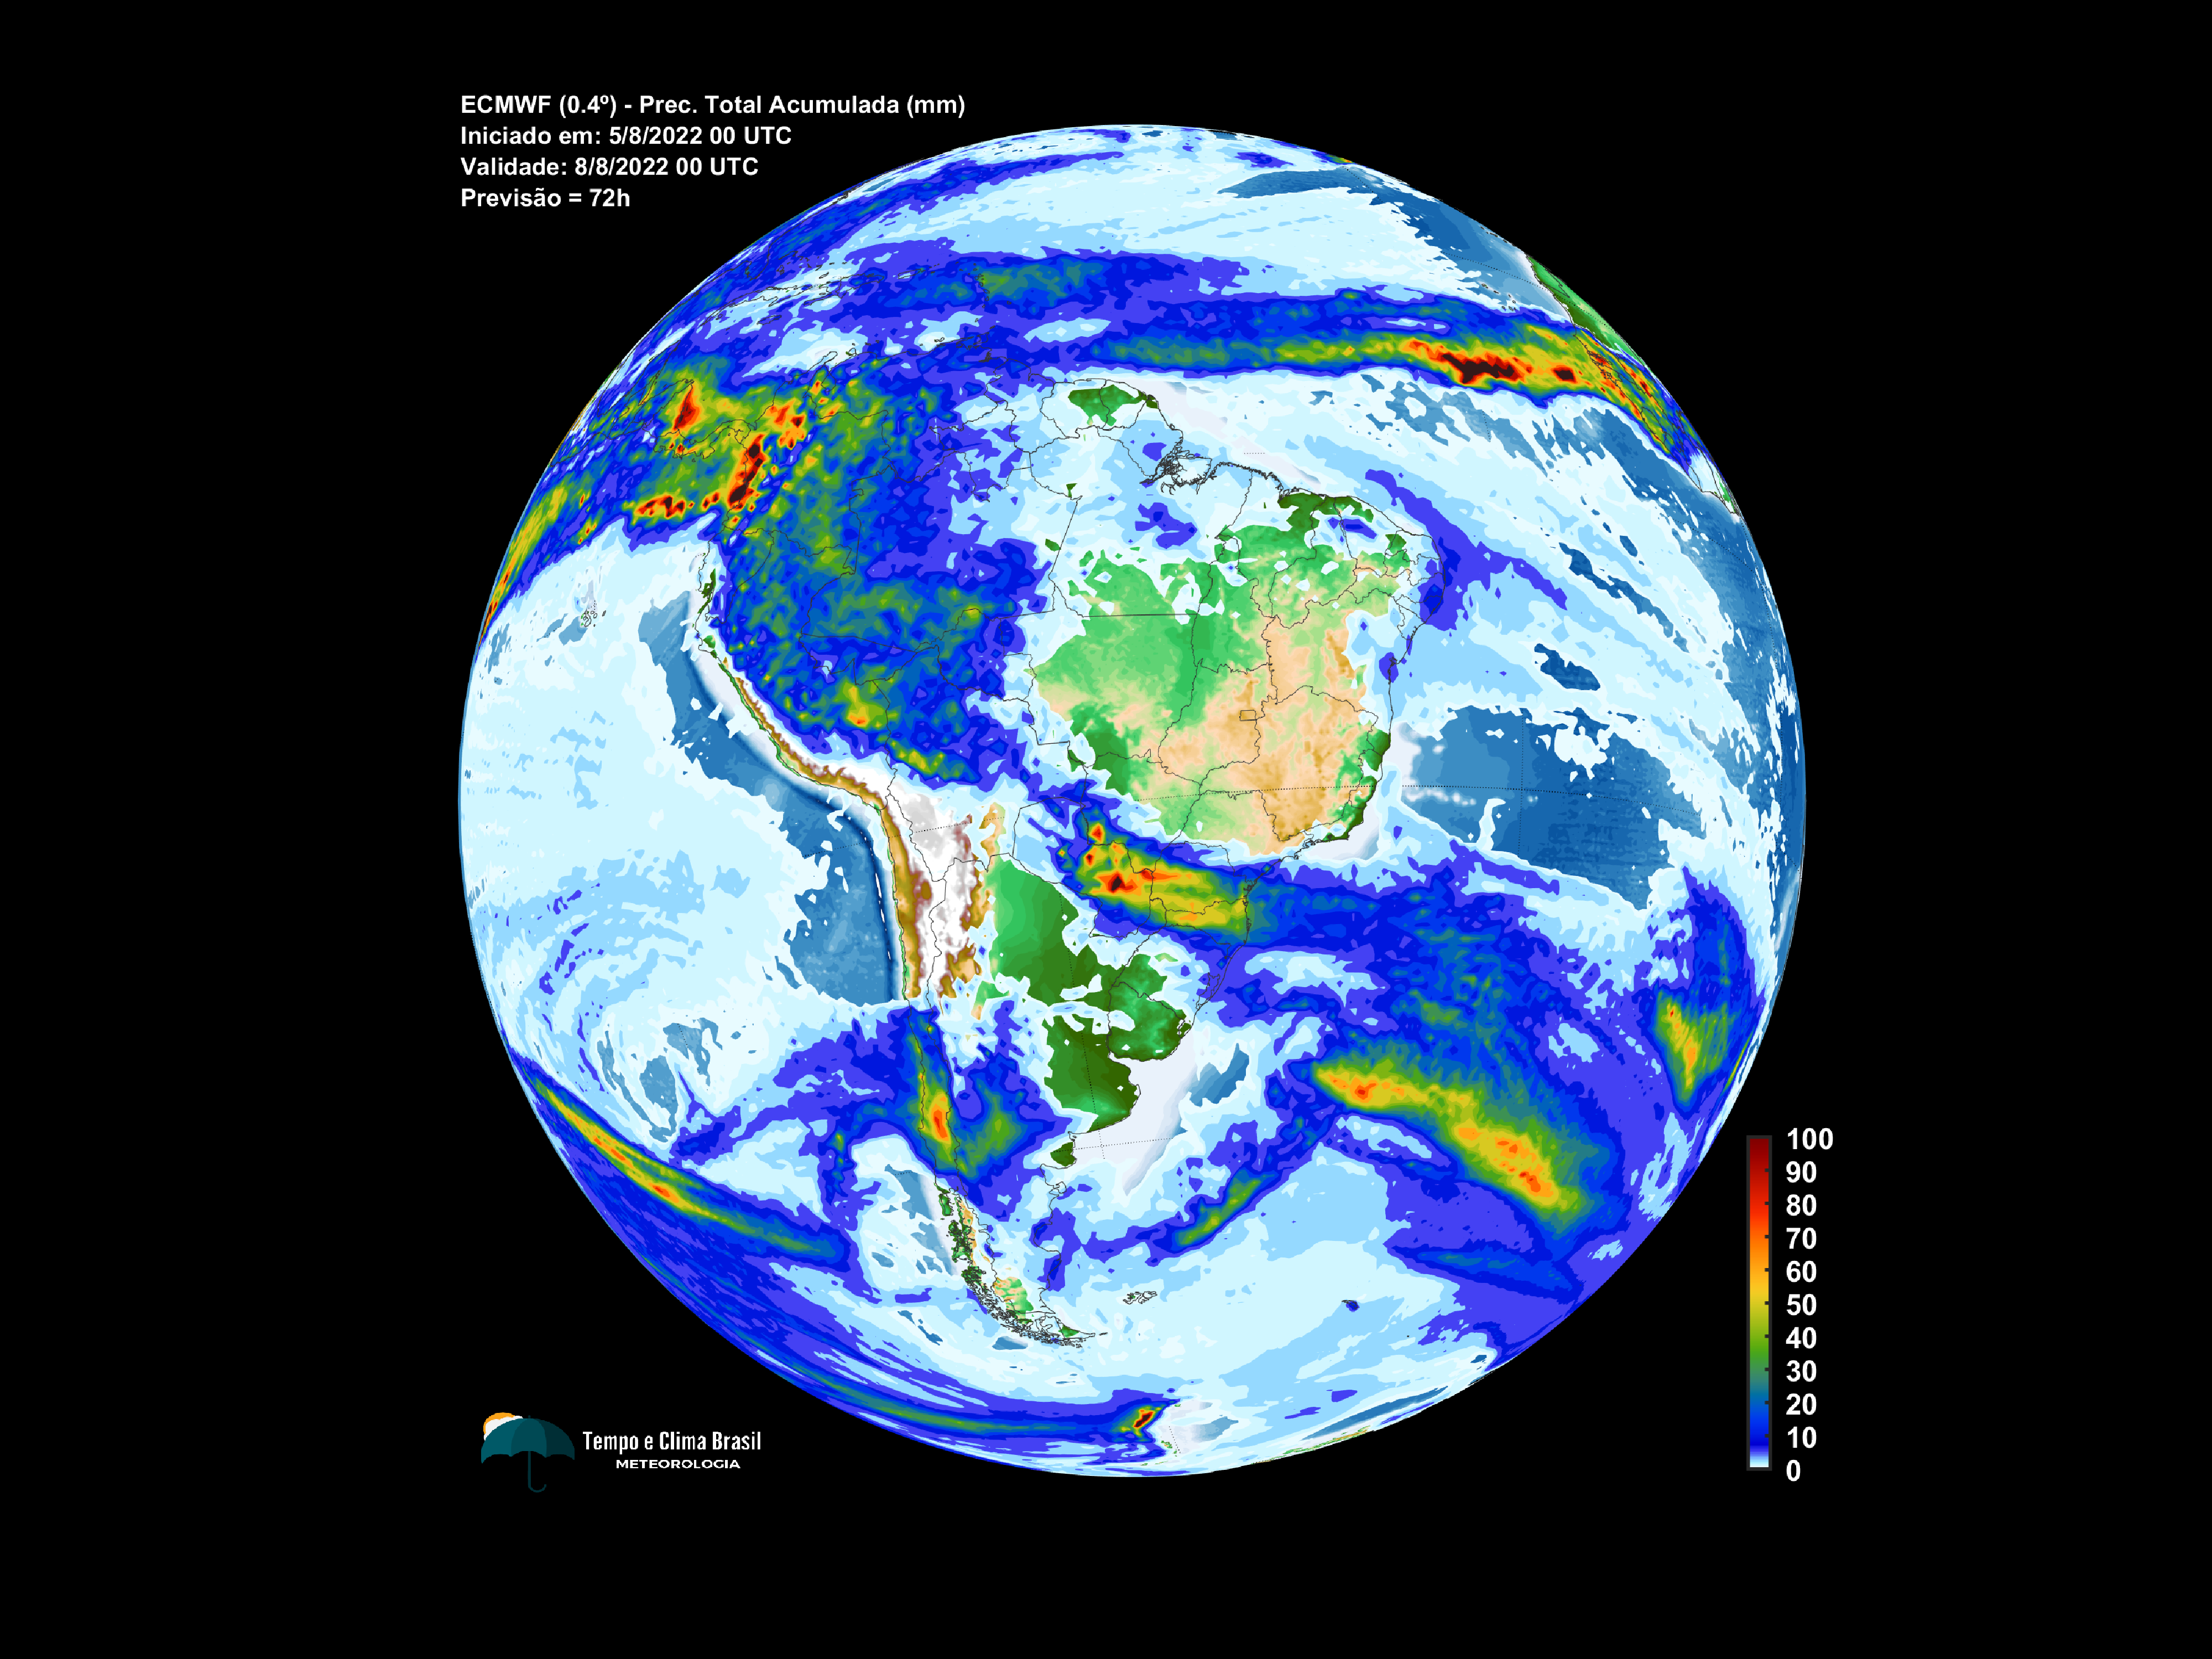 ECMWF (0.4º) - Prec. Total Acumulada (mm)
Iniciado em: 5/8/2022 00 UTC
Validade: 8/8/2022 00 UTC
Previsão = 72h
100
90
80
70
60
50
40
30
20
10
0
Tempo e Clima Brasil
METEOROLOGIA